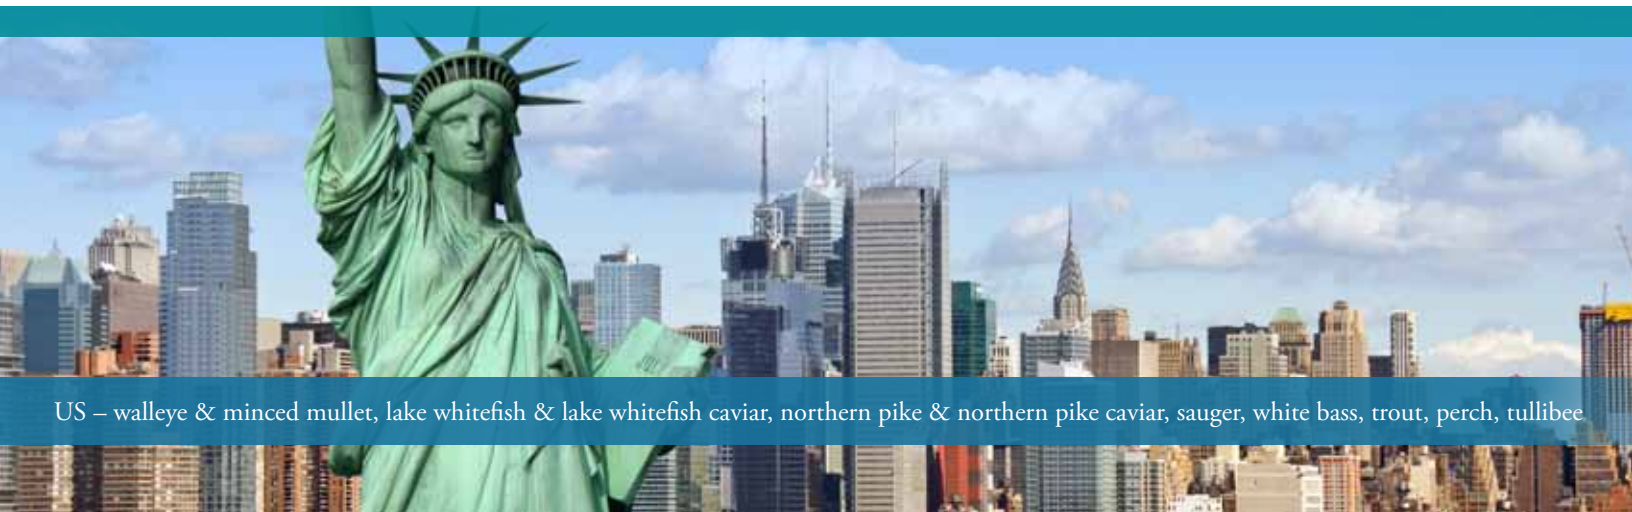 US – walleye & minced mullet, lake whitefish & lake whitefish caviar, northern pike & northern pike caviar, sauger, white bass, trout, perch, tullibee